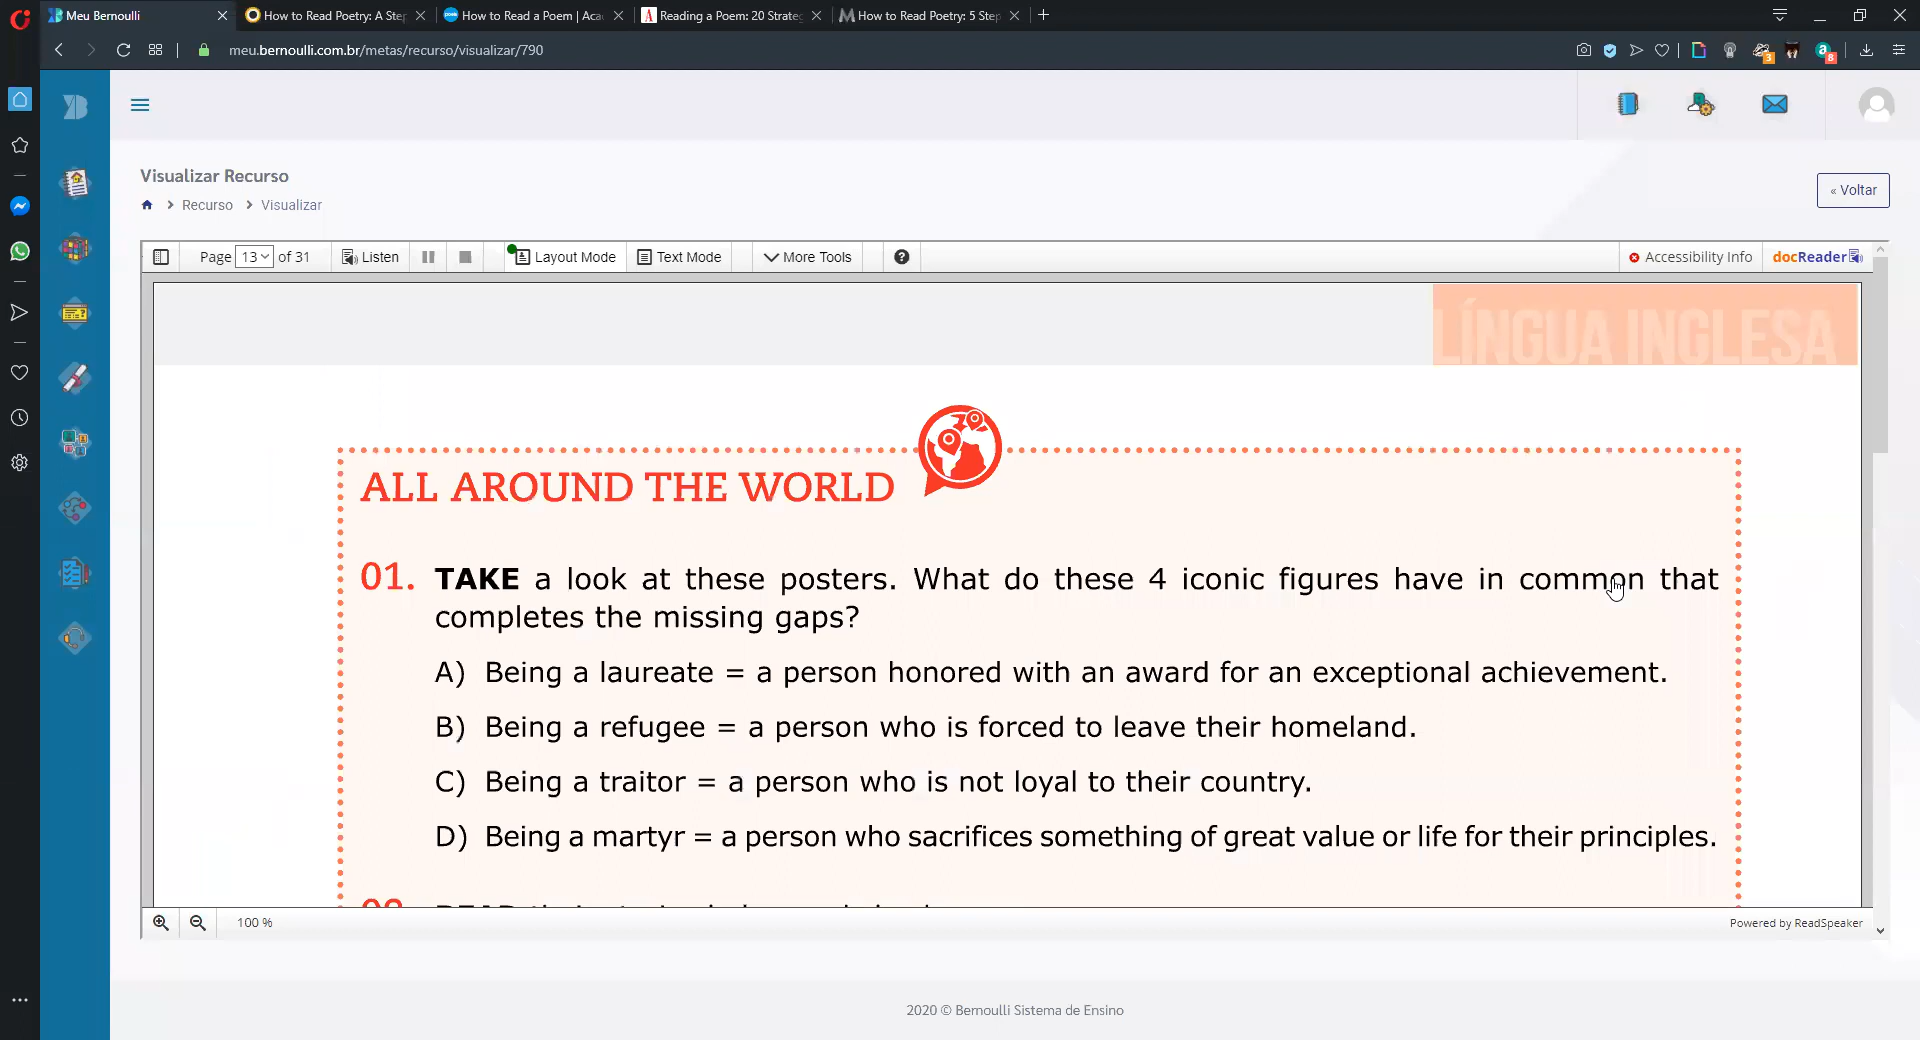 Meu Bernoulli
How to Read Poetry: A Step
How to Read a Poem | Aca
Reading a Poem: 20 Strate
How to Read Poetry: 5 Step
meu.bernoulli.com.br/metas/recurso/visualizar/790
3
8
Visualizar Recurso
Recurso > Visualizar
« Voltar
Page 13 of 31 Listen Layout Mode Text Mode More Tools ? Accessibility Info docReader
LÍNGUA INGLESA
ALL AROUND THE WORLD
01. TAKE a look at these posters. What do these 4 iconic figures have in common that
completes the missing gaps?
A) Being a laureate = a person honored with an award for an exceptional achievement.
B) Being a refugee = a person who is forced to leave their homeland.
C) Being a traitor = a person who is not loyal to their country.
D) Being a martyr = a person who sacrifices something of great value or life for their principles.
100 %
Powered by ReadSpeaker
2020 © Bernoulli Sistema de Ensino